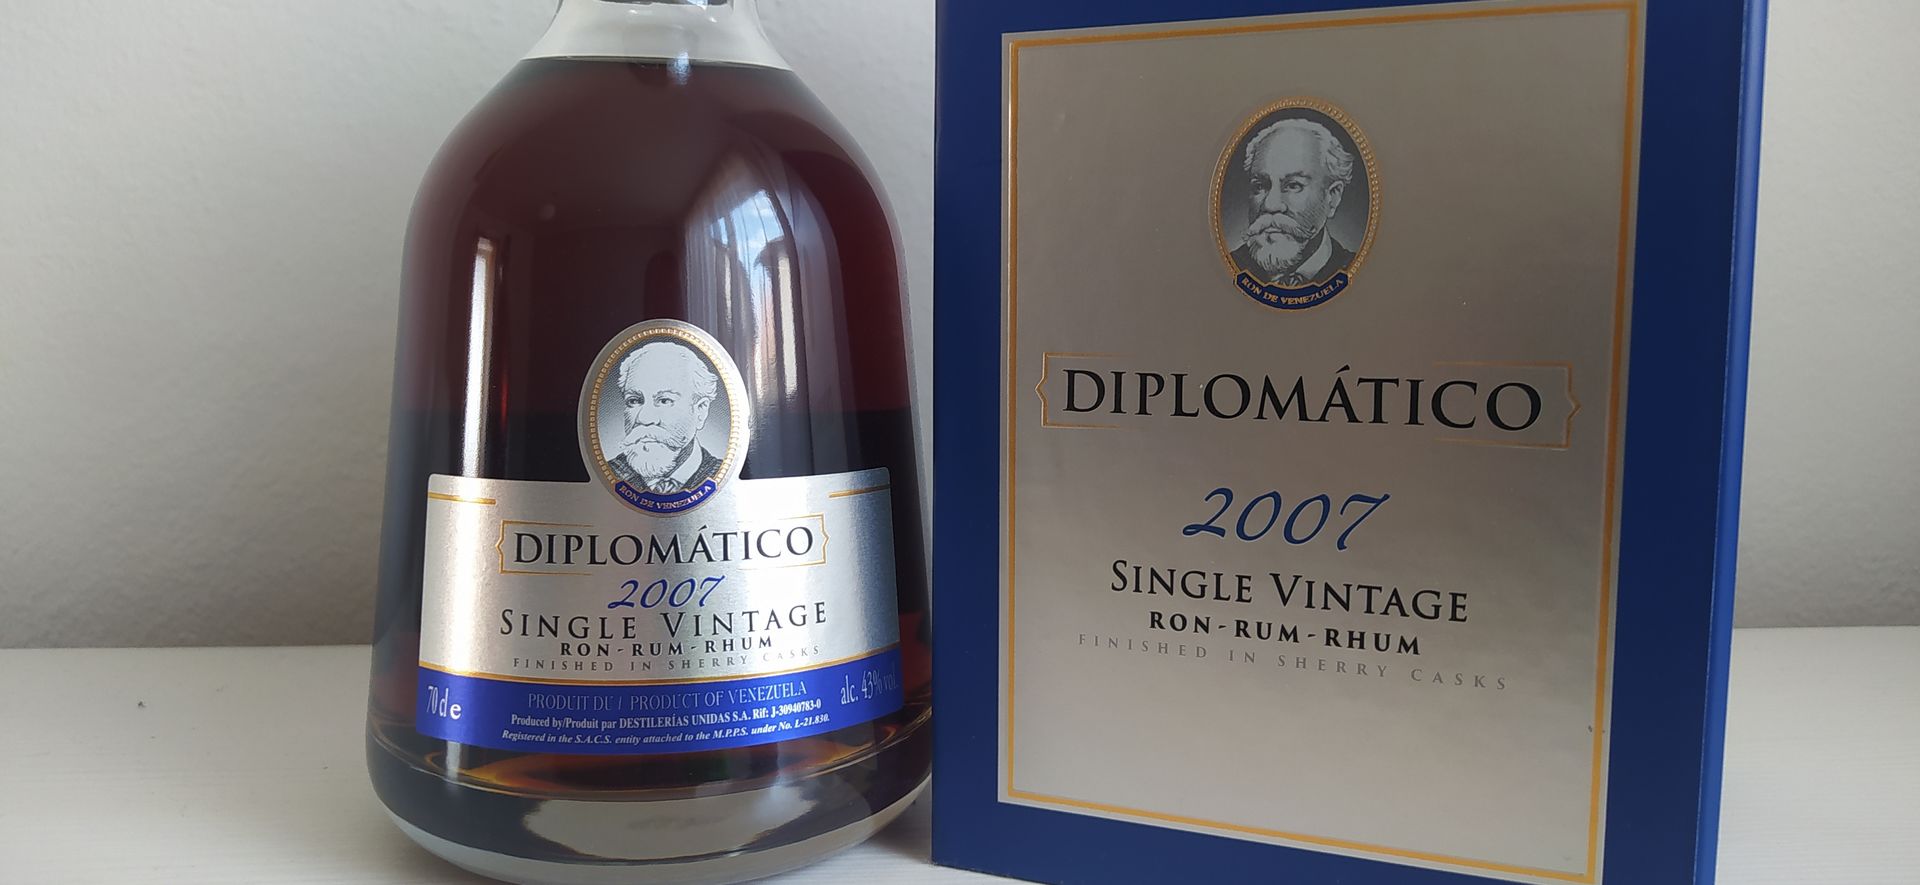 RON DE VENEZUELA
DIPLOMÁTICO
2007
SINGLE VINTAGE
RON-RUM-RHUM
FINISHED IN SHERRY CASKS
70cl e
PRODUIT DU / PRODUCT OF VENEZUELA
alc. 43% vol.
Produced by/Produit par DESTILERÍAS UNIDAS S.A. Rif: J-30940783-0
Registered in the S.A.C.S. entity attached to the M.P.P.S. under No. L-21.830.
RON DE VENEZUELA
DIPLOMÁTICO
2007
SINGLE VINTAGE
RON-RUM-RHUM
FINISHED IN SHERRY CASKS